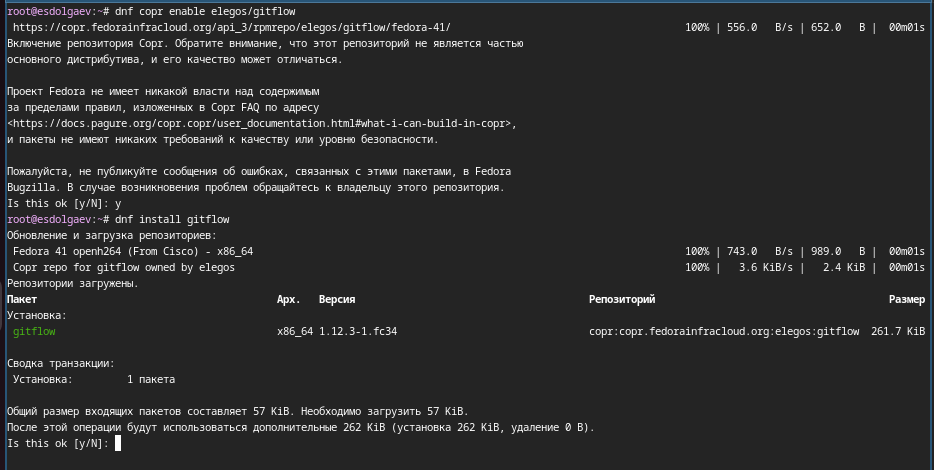 root@esdolgaev:~# dnf copr enable elegos/gitflow
https://copr.fedorainfracloud.org/api_3/rpmrepo/elegos/gitflow/fedora-41/ 100% | 556.0 B/s | 652.0 B | 00m01s
Включение репозитория Copr. Обратите внимание, что этот репозиторий не является частью
основного дистрибутива, и его качество может отличаться.
Проект Fedora не имеет никакой власти над содержимым
за пределами правил, изложенных в Copr FAQ по адресу
<https://docs.pagure.org/copr.copr/user_documentation.html#what-i-can-build-in-copr>,
и пакеты не имеют никаких требований к качеству или уровню безопасности.
Пожалуйста, не публикуйте сообщения об ошибках, связанных с этими пакетами, в Fedora
Bugzilla. В случае возникновения проблем обращайтесь к владельцу этого репозитория.
Is this ok [y/N]: y
root@esdolgaev:~# dnf install gitflow
Обновление и загрузка репозиториев:
Fedora 41 openh264 (From Cisco) - x86_64 100% | 743.0 B/s | 989.0 B | 00m01s
Copr repo for gitflow owned by elegos 100% | 3.6 KiB/s | 2.4 KiB | 00m01s
Репозитории загружены.
Пакет Арх. Версия Репозиторий Размер
Установка:
gitflow x86_64 1.12.3-1.fc34 copr:copr.fedorainfracloud.org:elegos:gitflow 261.7 KiB
Сводка транзакции:
Установка: 1 пакета
Общий размер входящих пакетов составляет 57 KiB. Необходимо загрузить 57 KiB.
После этой операции будут использоваться дополнительные 262 KiB (установка 262 KiB, удаление 0 B).
Is this ok [y/N]: